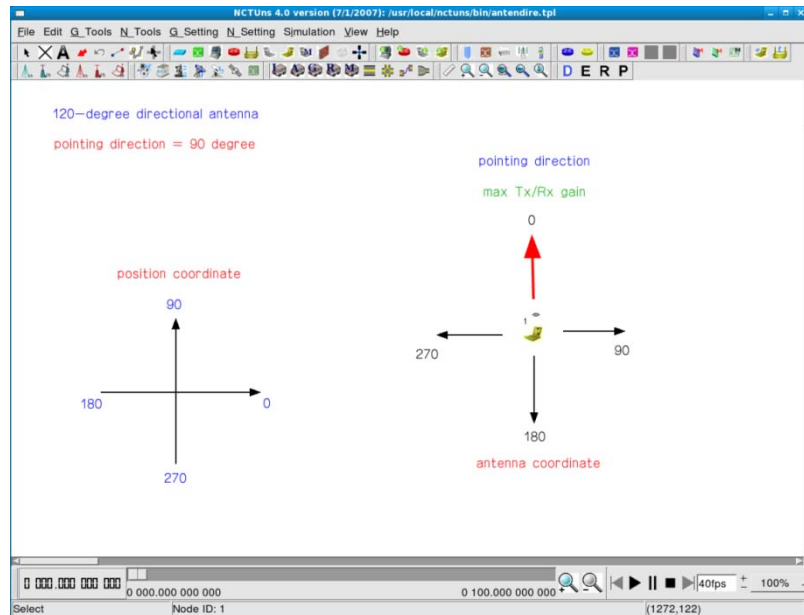 NCTUns 4.0 version (7/1/2007): /usr/local/nctuns/bin/antendire.tpl
File Edit G_Tools N_Tools G_Setting N_Setting Simulation View Help
D E R P
120-degree directional antenna
pointing direction = 90 degree
pointing direction
max Tx/Rx gain
0
position coordinate
90
1
270
90
180
0
180
antenna coordinate
270
0 000.000 000 000
0 000.000 000 000
0 100.000 000 000
40fps
100%
Select
Node ID: 1
(1272,122)